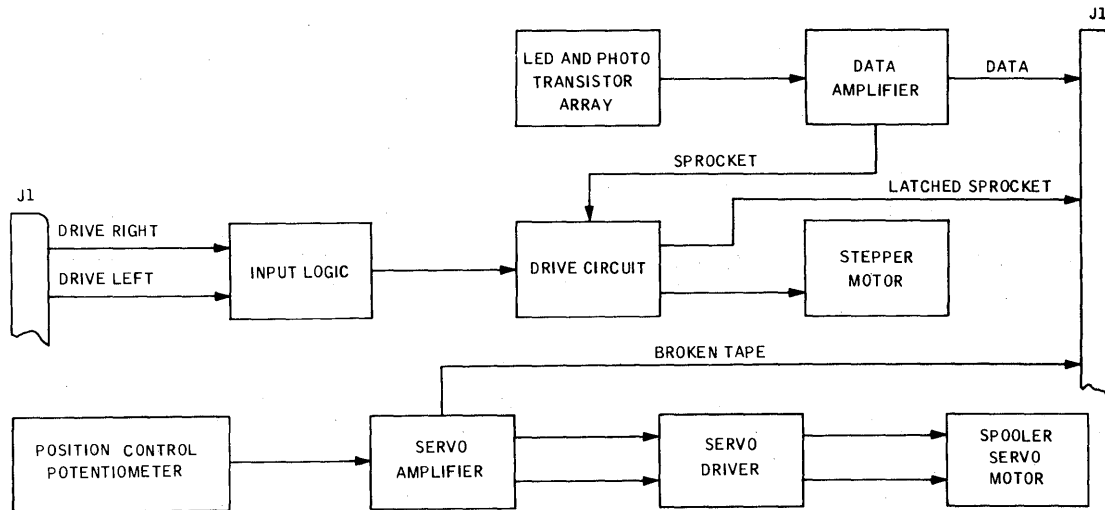 J1
LED AND PHOTO
TRANSISTOR
ARRAY
DATA
AMPLIFIER
DATA
SPROCKET
LATCHED SPROCKET
J1
DRIVE RIGHT
DRIVE LEFT
INPUT LOGIC
DRIVE CIRCUIT
STEPPER
MOTOR
BROKEN TAPE
POSITION CONTROL
POTENTIOMETER
SERVO
AMPLIFIER
SERVO
DRIVER
SPOOLER
SERVO
MOTOR